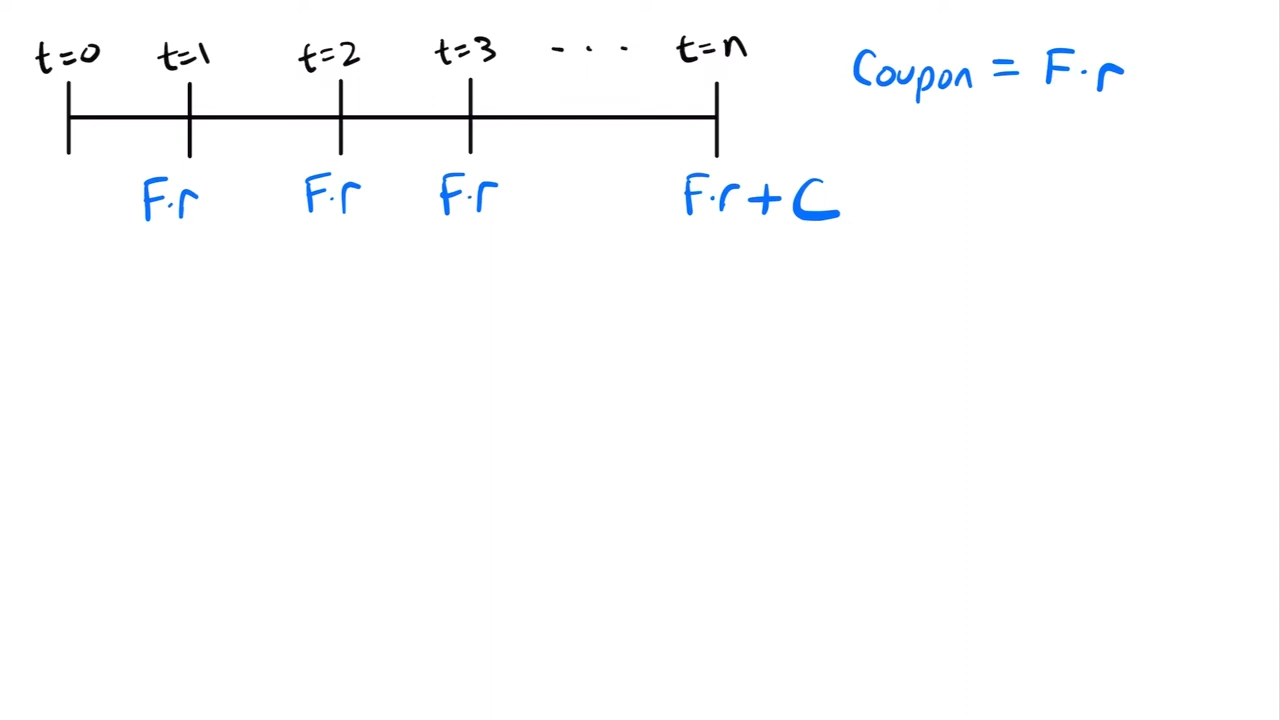 t=0 t=1 t=2 t=3 ... t=n
Coupon = F·r
F·r F·r F·r F·r + C